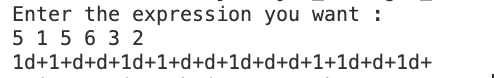 Enter the expression you want :
5 1 5 6 3 2
1d+1+d+d+1d+1+d+d+1d+d+d+1+1d+d+1d+